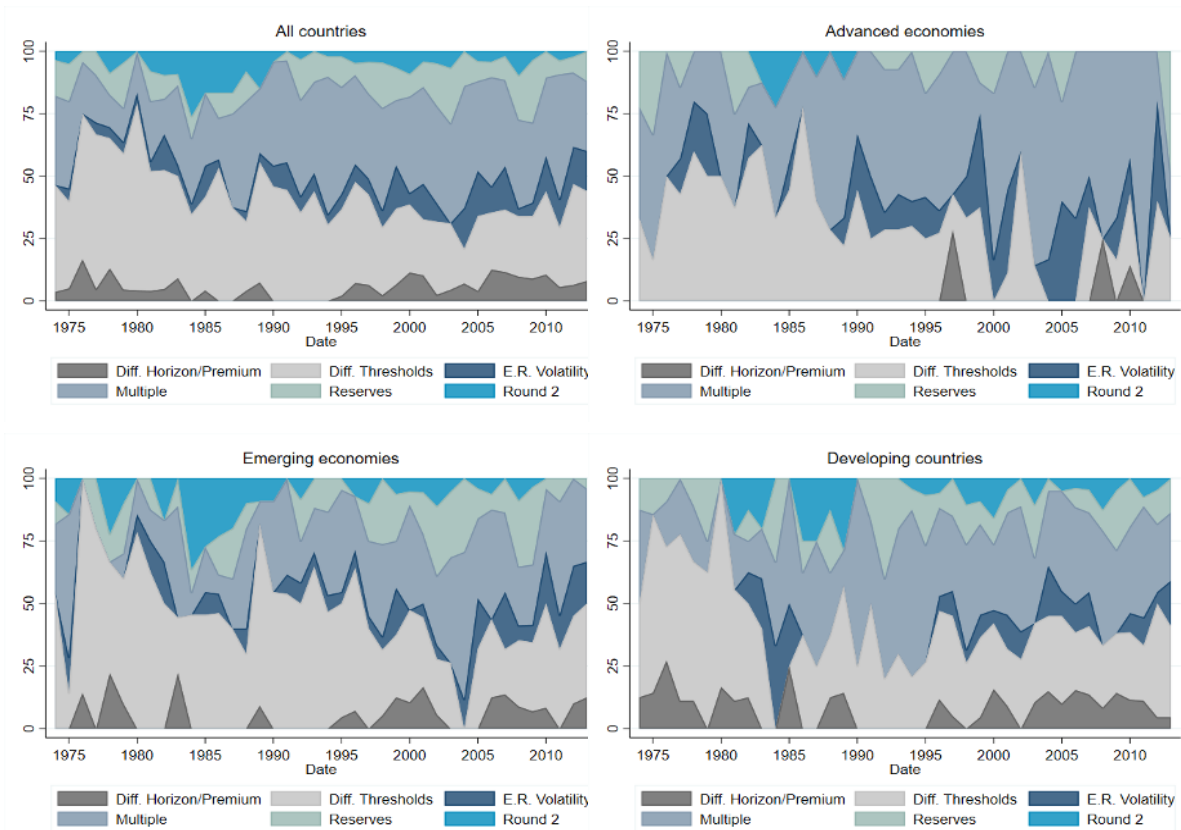 All countries
100
75
50
25
0
1975 1980 1985 1990 1995 2000 2005 2010
Date
Diff. Horizon/Premium Diff. Thresholds E.R. Volatility
Multiple Reserves Round 2
Advanced economies
100
75
50
25
0
1975 1980 1985 1990 1995 2000 2005 2010
Date
Diff. Horizon/Premium Diff. Thresholds E.R. Volatility
Multiple Reserves Round 2
Emerging economies
100
75
50
25
0
1975 1980 1985 1990 1995 2000 2005 2010
Date
Diff. Horizon/Premium Diff. Thresholds E.R. Volatility
Multiple Reserves Round 2
Developing countries
100
75
50
25
0
1975 1980 1985 1990 1995 2000 2005 2010
Date
Diff. Horizon/Premium Diff. Thresholds E.R. Volatility
Multiple Reserves Round 2